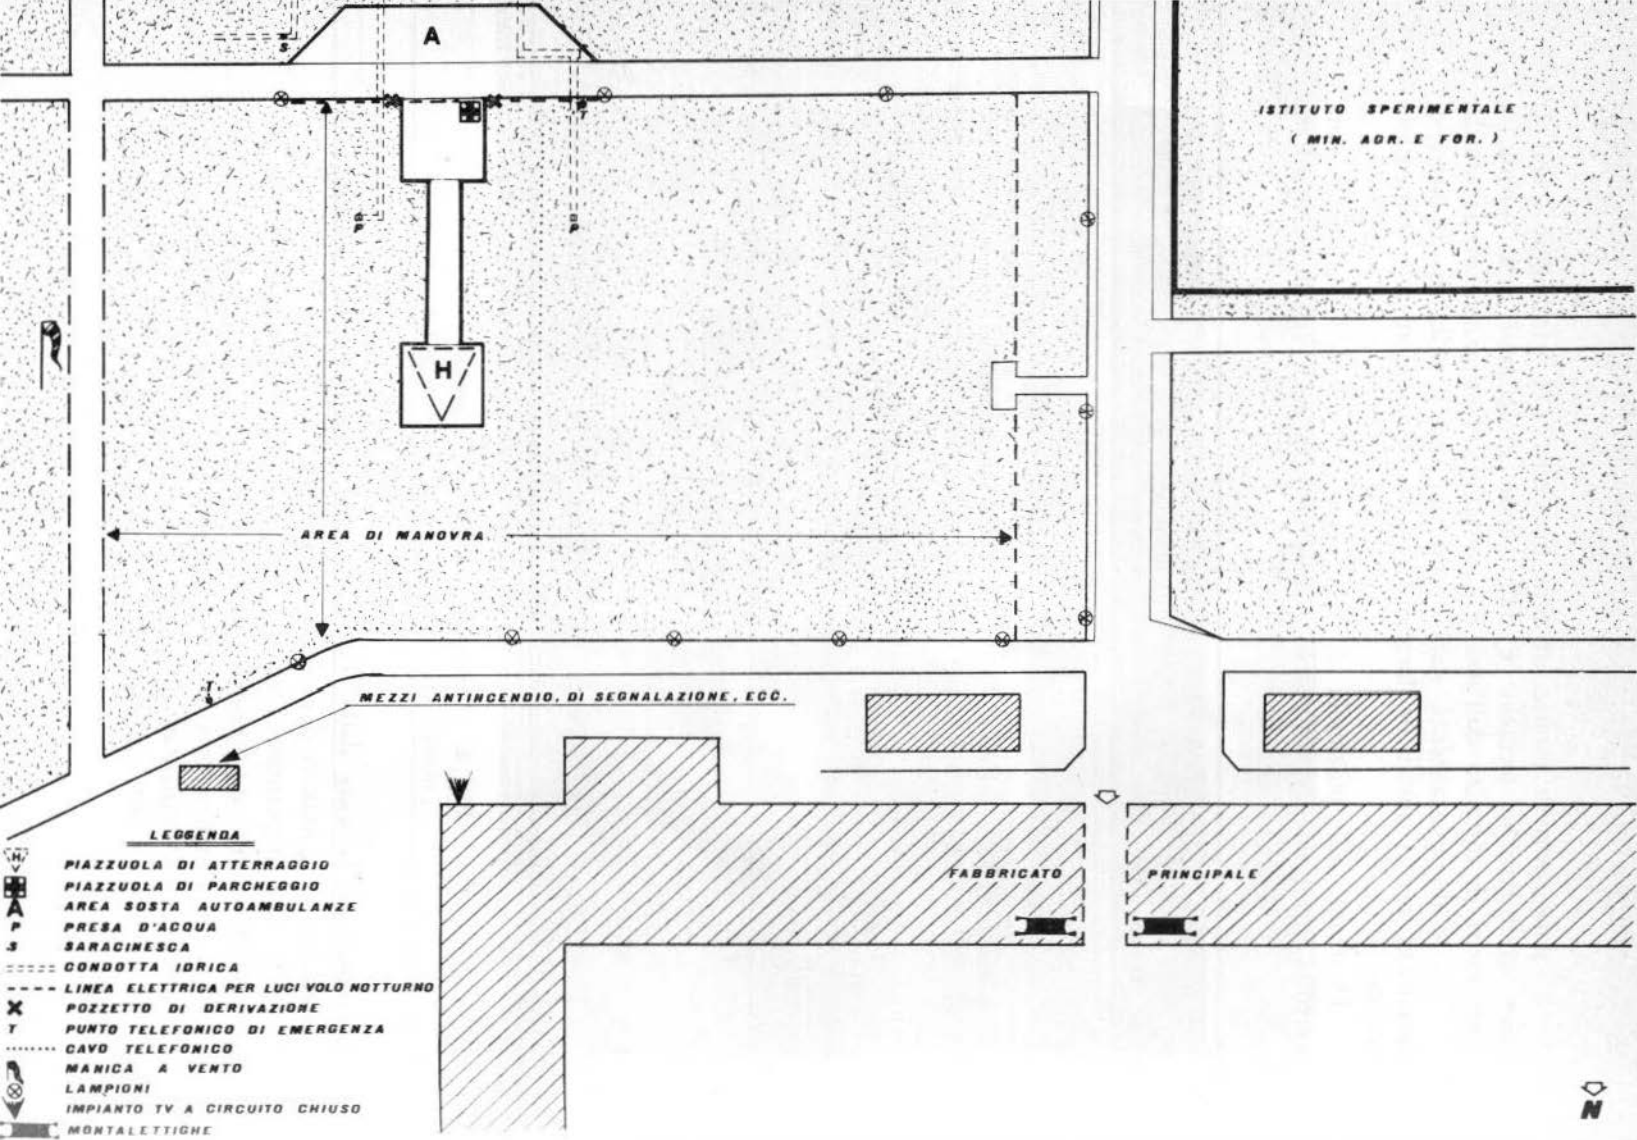 S
A
T
ISTITUTO SPERIMENTALE
( MIN. AGR. E FOR. )
P
P
H
AREA DI MANOVRA
T
MEZZI ANTINCENDIO, DI SEGNALAZIONE, ECC.
FABBRICATO PRINCIPALE
LEGGENDA
H PIAZZUOLA DI ATTERRAGGIO
PIAZZUOLA DI PARCHEGGIO
A AREA SOSTA AUTOAMBULANZE
P PRESA D'ACQUA
S SARACINESCA
CONDOTTA IDRICA
LINEA ELETTRICA PER LUCI VOLO NOTTURNO
POZZETTO DI DERIVAZIONE
T PUNTO TELEFONICO DI EMERGENZA
CAVO TELEFONICO
MANICA A VENTO
LAMPIONI
IMPIANTO TV A CIRCUITO CHIUSO
MONTALETTIGHE
N